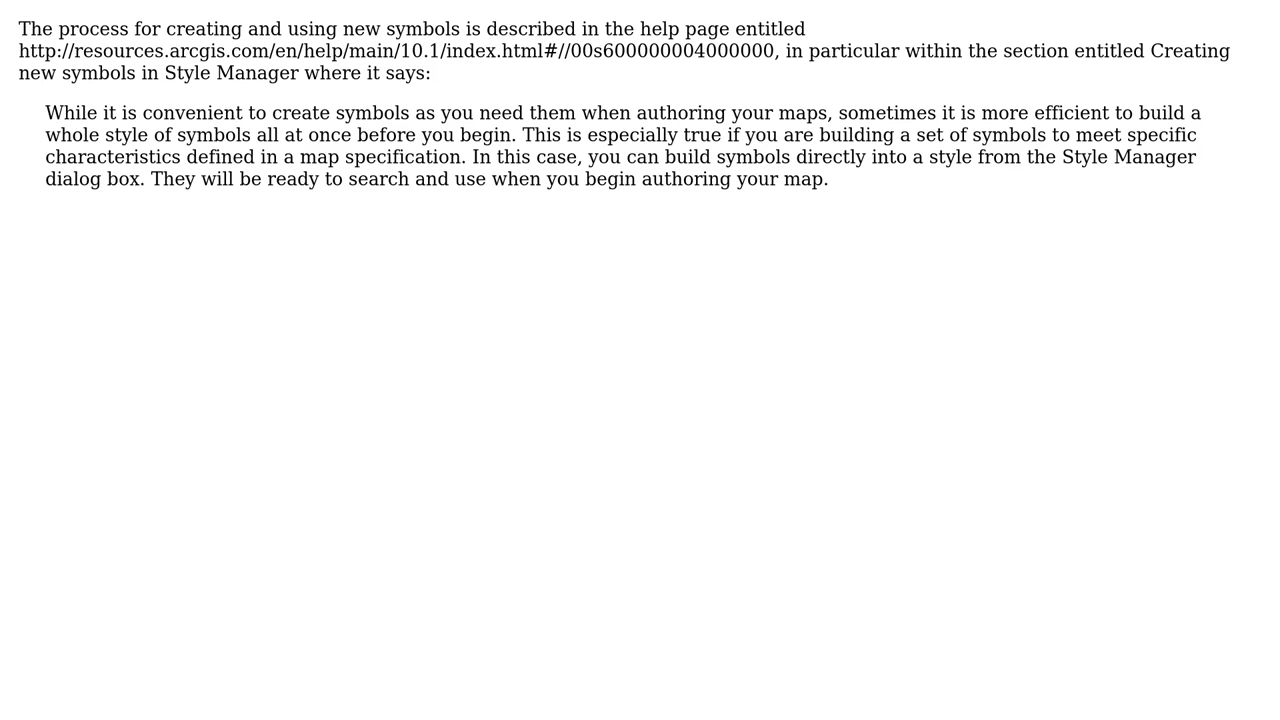 The process for creating and using new symbols is described in the help page entitled
http://resources.arcgis.com/en/help/main/10.1/index.html#//00s600000004000000, in particular within the section entitled Creating
new symbols in Style Manager where it says:
While it is convenient to create symbols as you need them when authoring your maps, sometimes it is more efficient to build a
whole style of symbols all at once before you begin. This is especially true if you are building a set of symbols to meet specific
characteristics defined in a map specification. In this case, you can build symbols directly into a style from the Style Manager
dialog box. They will be ready to search and use when you begin authoring your map.